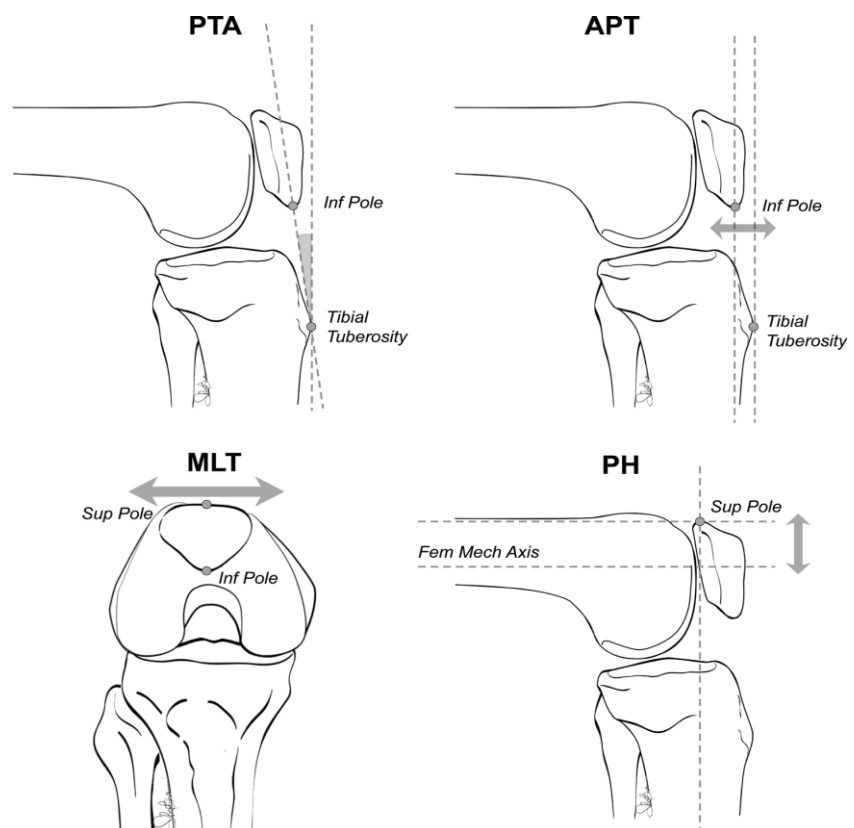 PTA
Inf Pole
Tibial
Tuberosity
APT
Inf Pole
Tibial
Tuberosity
MLT
Sup Pole
Inf Pole
PH
Sup Pole
Fem Mech Axis